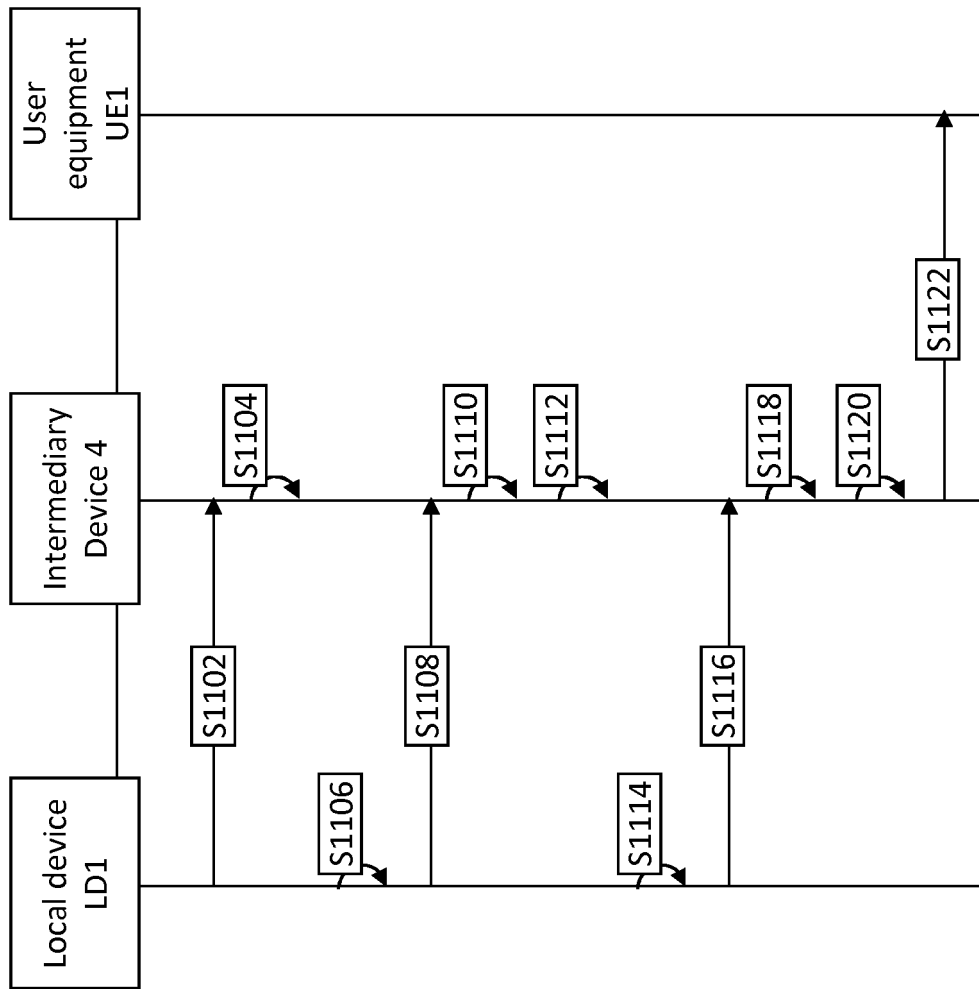 Local device
LD1
Intermediary
Device 4
User
equipment
UE1
S1102
S1104
S1106
S1108
S1110
S1112
S1114
S1116
S1118
S1120
S1122